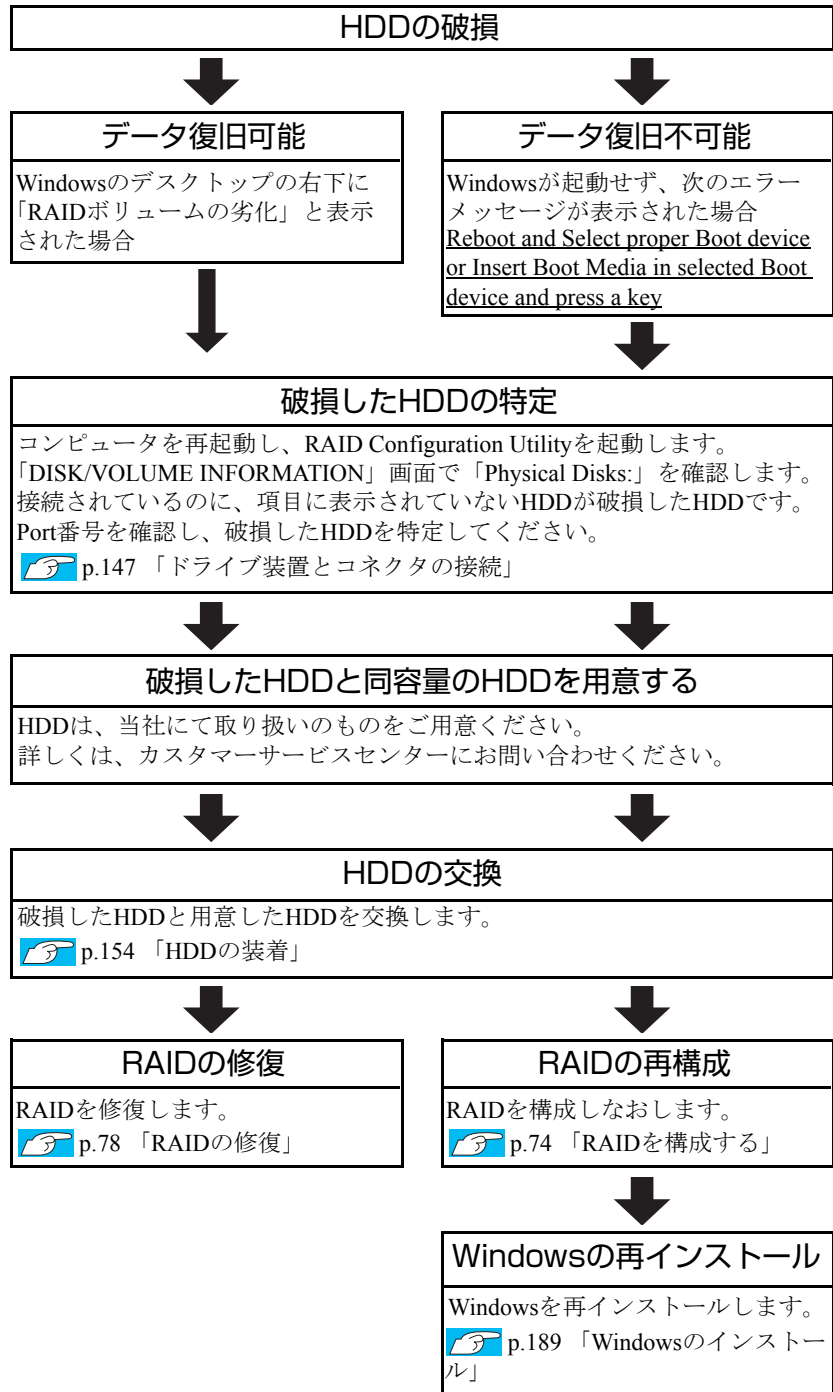 HDDの破損
データ復旧可能
Windowsのデスクトップの右下に
「RAIDボリュームの劣化」と表示
された場合
データ復旧不可能
Windowsが起動せず、次のエラー
メッセージが表示された場合
Reboot and Select proper Boot device
or Insert Boot Media in selected Boot
device and press a key
破損したHDDの特定
コンピュータを再起動し、RAID Configuration Utilityを起動します。
「DISK/VOLUME INFORMATION」画面で「Physical Disks:」を確認します。
接続されているのに、項目に表示されていないHDDが破損したHDDです。
Port番号を確認し、破損したHDDを特定してください。
p.147 「ドライブ装置とコネクタの接続」
破損したHDDと同容量のHDDを用意する
HDDは、当社にて取り扱いのものをご用意ください。
詳しくは、カスタマーサービスセンターにお問い合わせください。
HDDの交換
破損したHDDと用意したHDDを交換します。
p.154 「HDDの装着」
RAIDの修復
RAIDを修復します。
p.78 「RAIDの修復」
RAIDの再構成
RAIDを構成しなおします。
p.74 「RAIDを構成する」
Windowsの再インストール
Windowsを再インストールします。
p.189 「Windowsのインストー
ル」